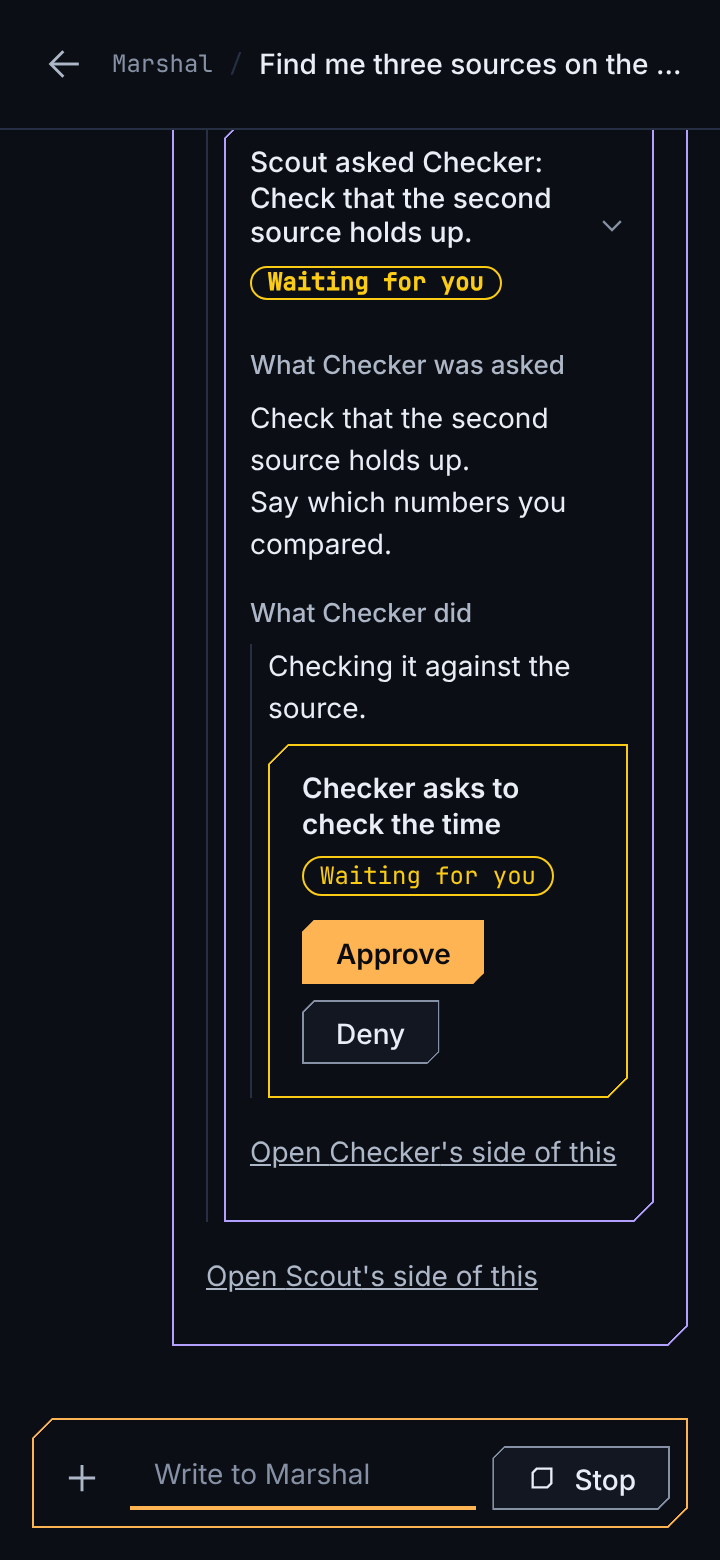 Marshal / Find me three sources on the ...
Scout asked Checker:
Check that the second
source holds up.
Waiting for you
What Checker was asked
Check that the second
source holds up.
Say which numbers you
compared.
What Checker did
Checking it against the
source.
Checker asks to
check the time
Waiting for you
Approve
Deny
Open Checker's side of this
Open Scout's side of this
Write to Marshal
Stop